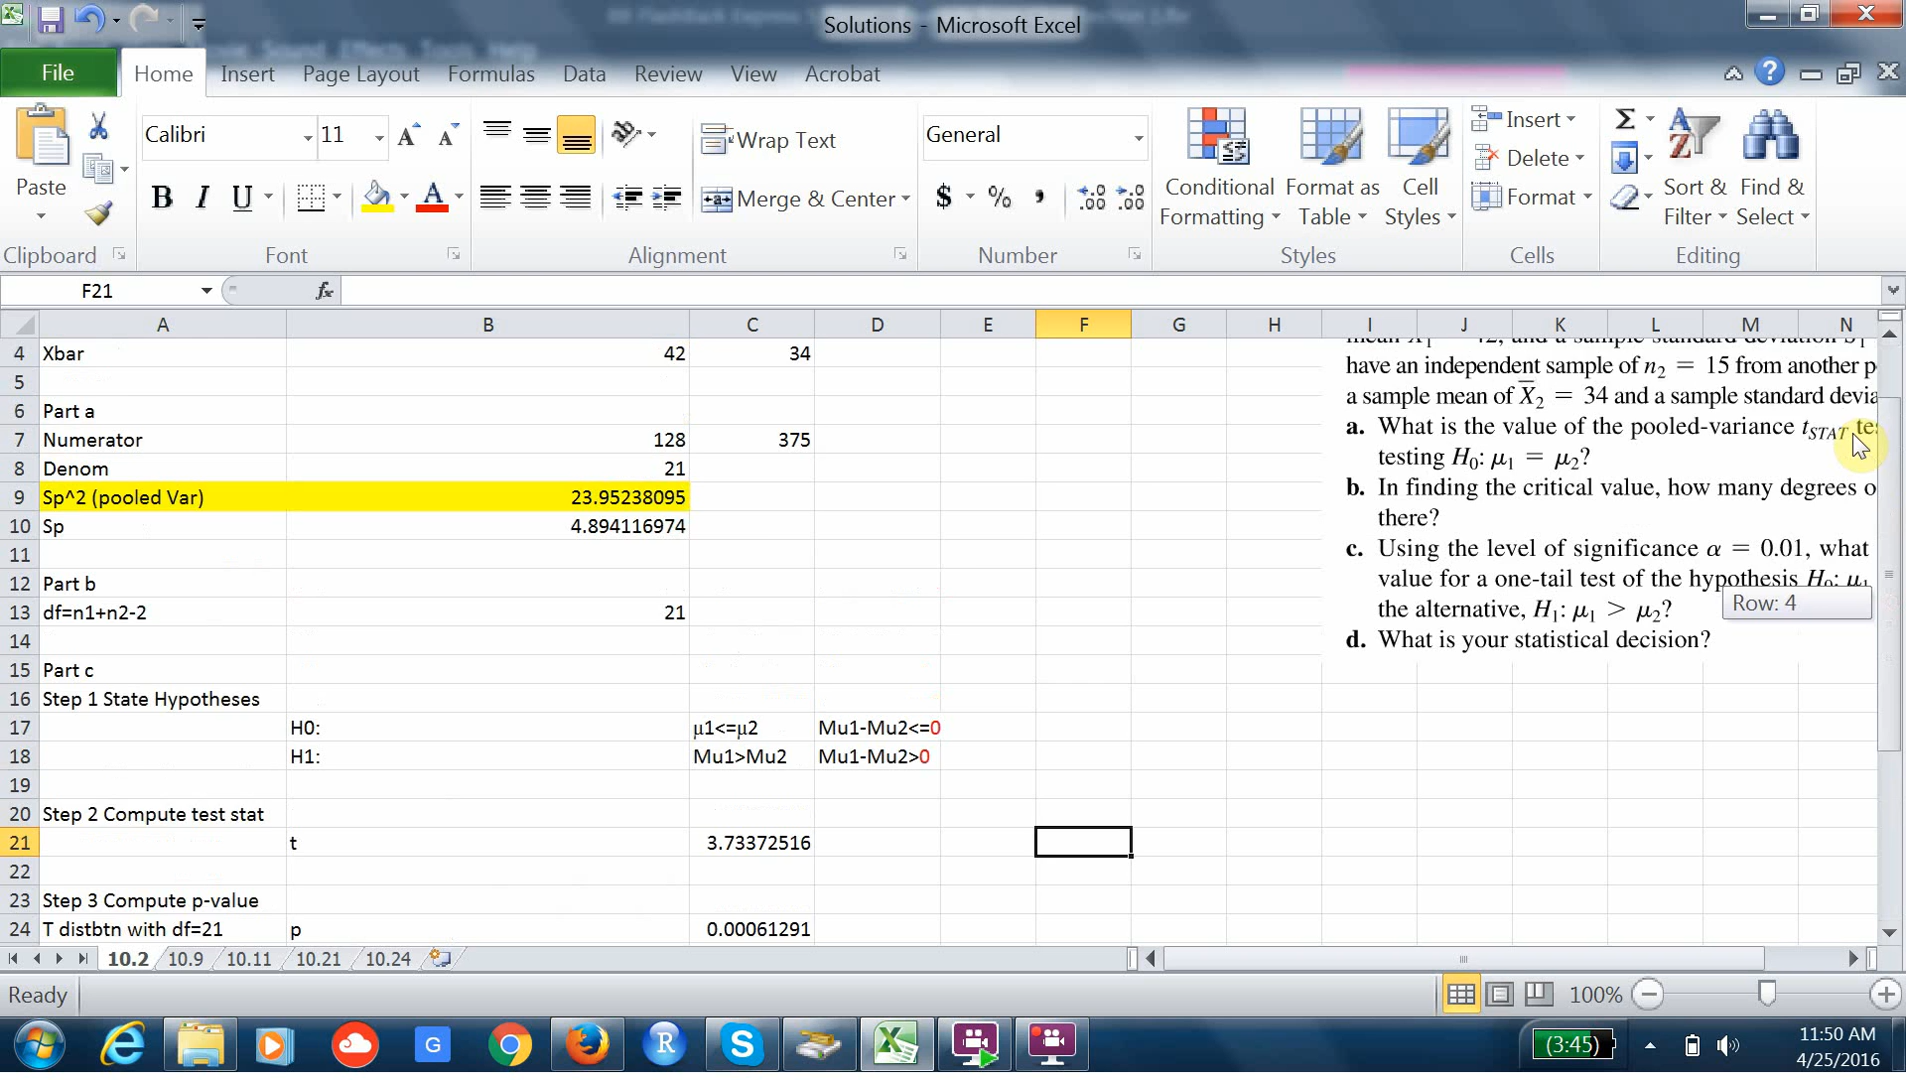 Solutions - Microsoft Excel
File Home Insert Page Layout Formulas Data Review View Acrobat
Paste
Calibri 11
B I U
Wrap Text
Merge & Center
General
$ % ,
Conditional Formatting
Format as Table
Cell Styles
Insert
Delete
Format
Sort & Filter
Find & Select
Clipboard Font Alignment Number Styles Cells Editing
F21 fx
A B C D E F G H I J K L M N
4 Xbar 42 34
5
6 Part a
7 Numerator 128 375
8 Denom 21
9 Sp^2 (pooled Var) 23.95238095
10 Sp 4.894116974
11
12 Part b
13 df=n1+n2-2 21
14
15 Part c
16 Step 1 State Hypotheses
17 H0: µ1<=µ2 Mu1-Mu2<=0
18 H1: Mu1>Mu2 Mu1-Mu2>0
19
20 Step 2 Compute test stat
21 t 3.73372516
22
23 Step 3 Compute p-value
24 T distbtn with df=21 p 0.00061291
have an independent sample of n₂ = 15 from another p
a sample mean of X̄₂ = 34 and a sample standard devia
a. What is the value of the pooled-variance tSTAT te
testing H₀: μ₁ = μ₂?
b. In finding the critical value, how many degrees o
there?
c. Using the level of significance α = 0.01, what
value for a one-tail test of the hypothesis H₀: μ₁
the alternative, H₁: μ₁ > μ₂?
d. What is your statistical decision?
Row: 4
10.2 10.9 10.11 10.21 10.24
Ready 100%
(3:45) 11:50 AM
4/25/2016